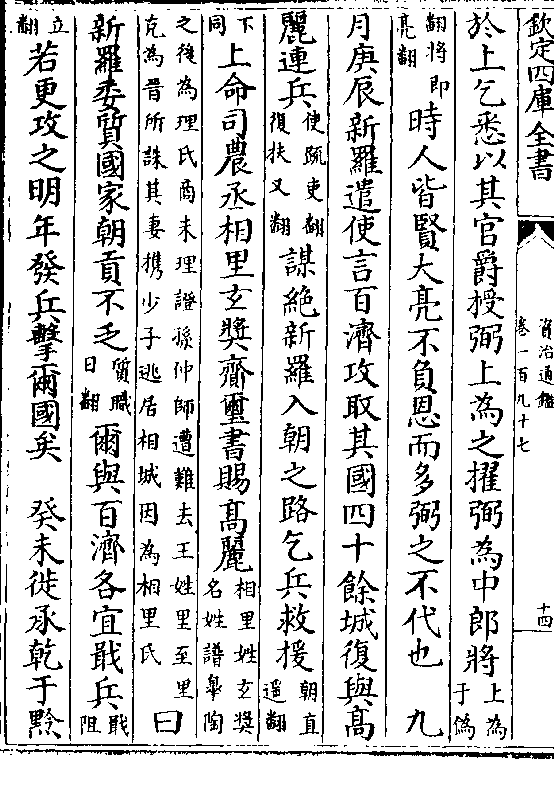 欽定四庫全書
資治通鑑
卷一百九十七
十四
於上乞悉以其官爵授弼上為之擢弼為中郎將上為于偽
翻將即亮翻時人皆賢大亮不負恩而多弼之不代也　九
月庚辰新羅遣使言百濟攻取其國四十餘城復與髙
麗連兵使疏吏翻復扶又翻謀絶新羅入朝之路乞兵救援朝直遥翻
下同上命司農丞相里玄奬齎璽書賜髙麗相里姓玄奬名姓譜臯陶
之後為理氏商末理證孫仲師遭難去王姓里至里克為晉所誅其妻攜少子逃居相城因為相里氏曰
新羅委質國家朝貢不乏質職日翻爾與百濟各宜戢兵戢阻
立翻若更攻之明年發兵擊爾國矣　癸未徙承乾于黔